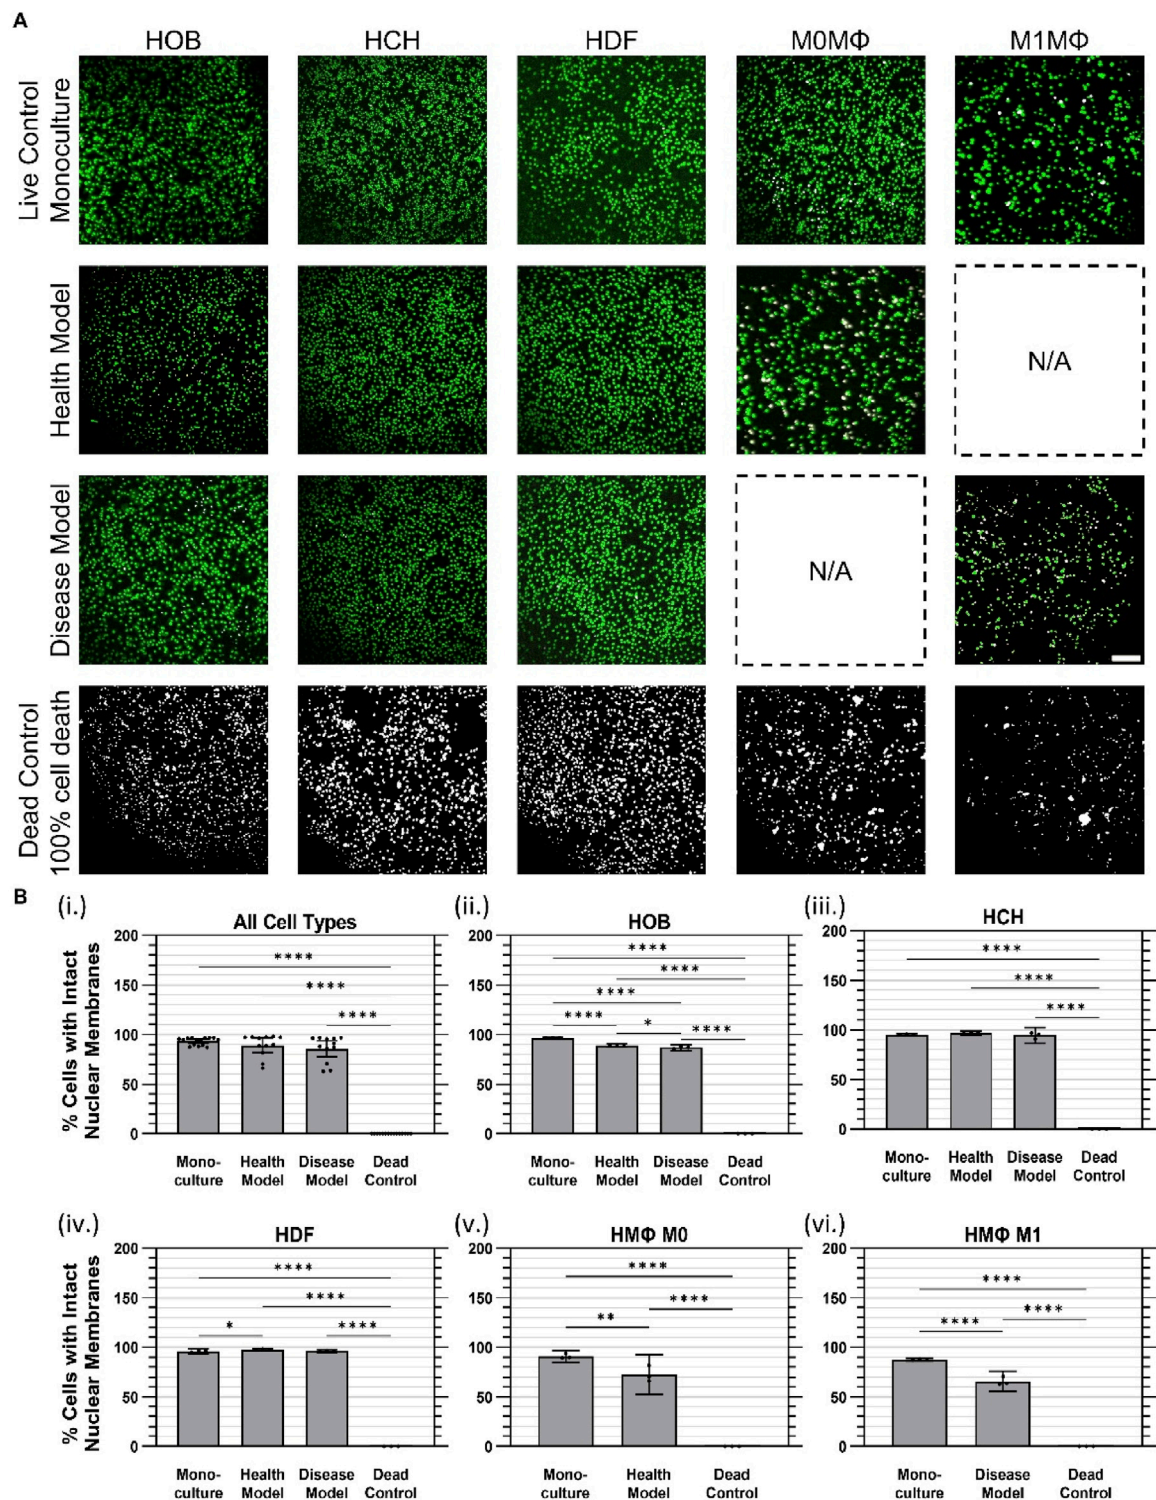 A
HOB HCH HDF M0MΦ M1MΦ
Live Control
Monoculture
Health Model
N/A
Disease Model
N/A
Dead Control
100% cell death
B
(i.)
All Cell Types
% Cells with Intact
Nuclear Membranes
200
150
100
50
0
****
****
****
Mono-
culture
Health
Model
Disease
Model
Dead
Control
(ii.)
HOB
200
150
100
50
0
****
****
****
****
*
****
Mono-
culture
Health
Model
Disease
Model
Dead
Control
(iii.)
HCH
200
150
100
50
0
****
****
****
Mono-
culture
Health
Model
Disease
Model
Dead
Control
(iv.)
HDF
% Cells with Intact
Nuclear Membranes
200
150
100
50
0
****
****
*
****
Mono-
culture
Health
Model
Disease
Model
Dead
Control
(v.)
HMΦ M0
200
150
100
50
0
****
****
**
Mono-
culture
Health
Model
Dead
Control
(vi.)
HMΦ M1
200
150
100
50
0
****
****
****
Mono-
culture
Disease
Model
Dead
Control